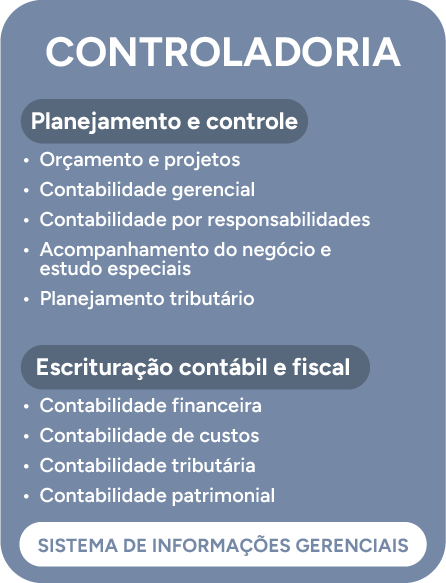 CONTROLADORIA
Planejamento e controle
• Orçamento e projetos
• Contabilidade gerencial
• Contabilidade por responsabilidades
• Acompanhamento do negócio e
estudo especiais
• Planejamento tributário
Escrituração contábil e fiscal
• Contabilidade financeira
• Contabilidade de custos
• Contabilidade tributária
• Contabilidade patrimonial
SISTEMA DE INFORMAÇÕES GERENCIAIS